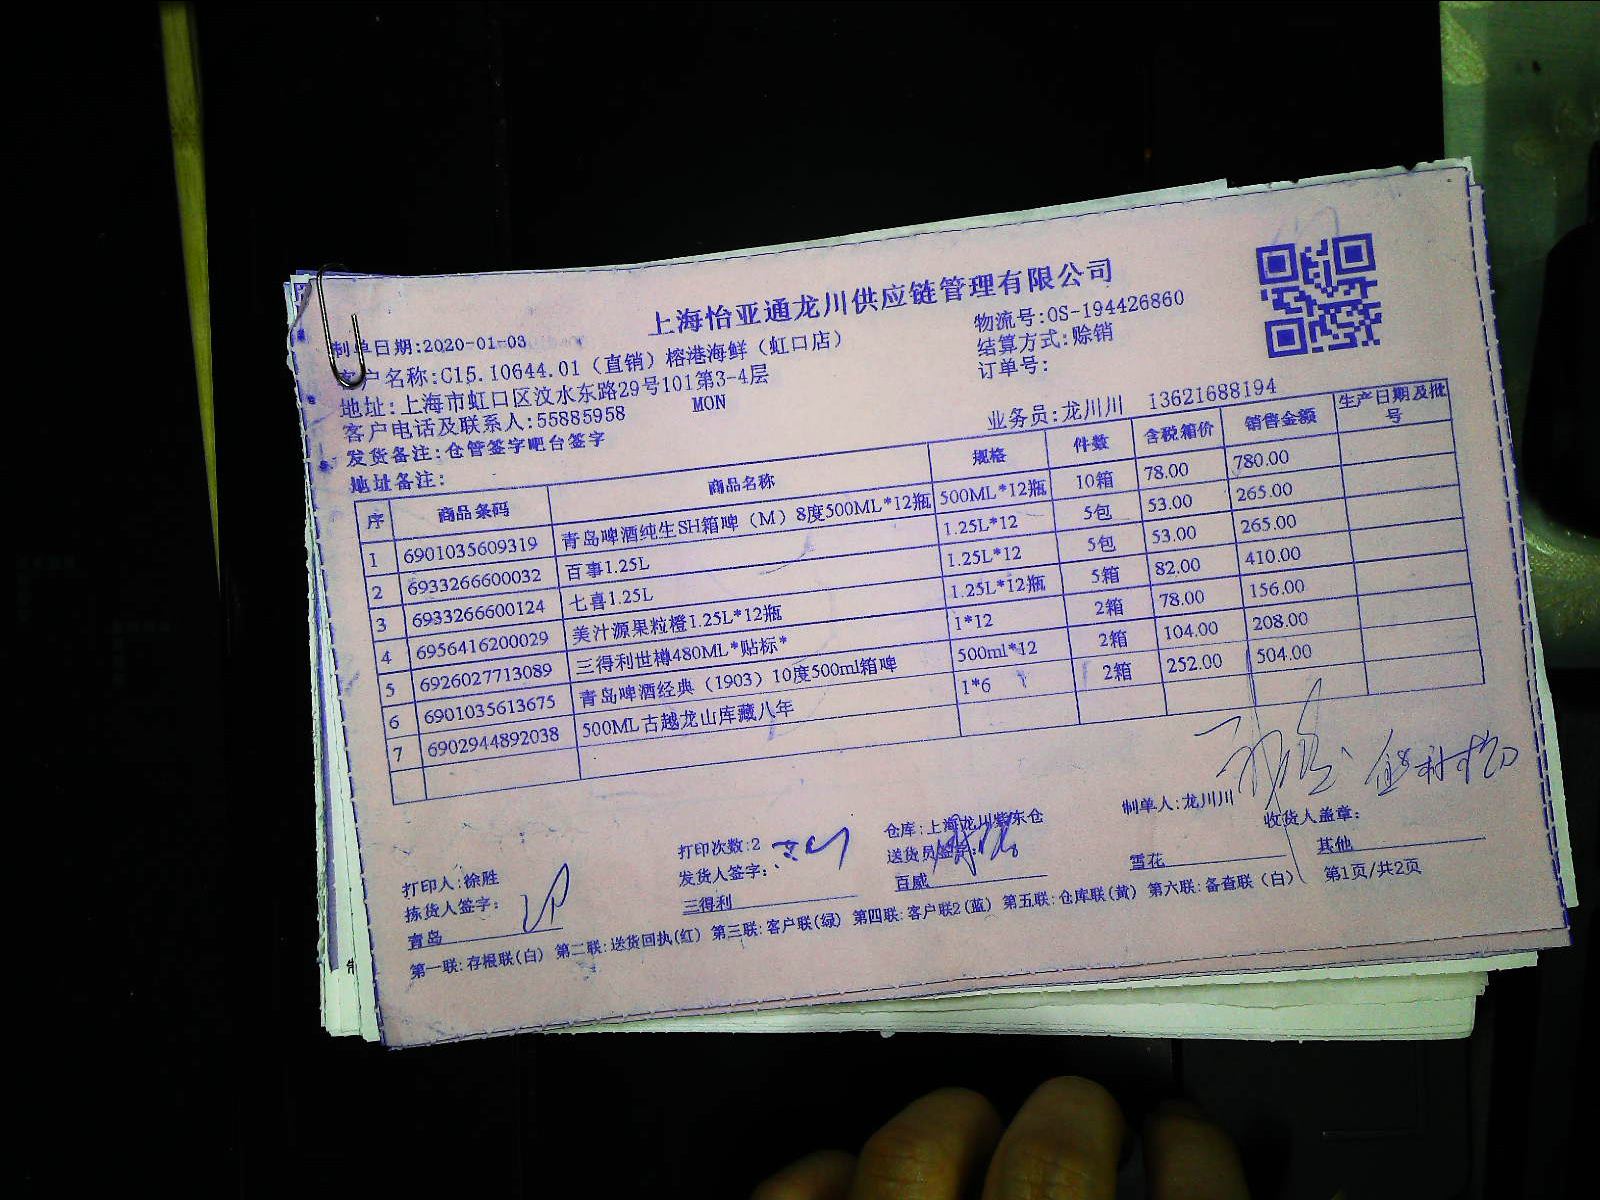 上海怡亚通龙川供应链管理有限公司
制单日期:2020-01-03
物流号:OS-194426860
客户名称:C15.10644.01（直销）榕港海鲜（虹口店）
结算方式:赊销
地址:上海市虹口区汶水东路29号101第3-4层
订单号:
客户电话及联系人:55885958 MON
业务员:龙川川 13621688194
发货备注:仓管签字吧台签字
地址备注:
序 商品条码 商品名称 规格 件数 含税箱价 销售金额 生产日期及批号
1 6901035609319 青岛啤酒纯生SH箱啤（M）8度500ML*12瓶 500ML*12瓶 10箱 78.00 780.00
2 6933266600032 百事1.25L 1.25L*12 5包 53.00 265.00
3 6933266600124 七喜1.25L 1.25L*12 5包 53.00 265.00
4 6956416200029 美汁源果粒橙1.25L*12瓶 1.25L*12瓶 5箱 82.00 410.00
5 6926027713089 三得利世樽480ML*贴标* 1*12 2箱 78.00 156.00
6 6901035613675 青岛啤酒经典（1903）10度500ml箱啤 500ml*12 2箱 104.00 208.00
7 6902944892038 500ML古越龙山库藏八年 1*6 2箱 252.00 504.00
打印人:徐胜 打印次数:2 仓库:上海龙川紫东仓 制单人:龙川川 收货人盖章:
拣货人签字: 发货人签字: 送货员签字:
青岛 三得利 百威 雪花 其他
第一联:存根联(白) 第二联:送货回执(红) 第三联:客户联(绿) 第四联:客户联2(蓝) 第五联:仓库联(黄) 第六联:备查联(白) 第1页/共2页